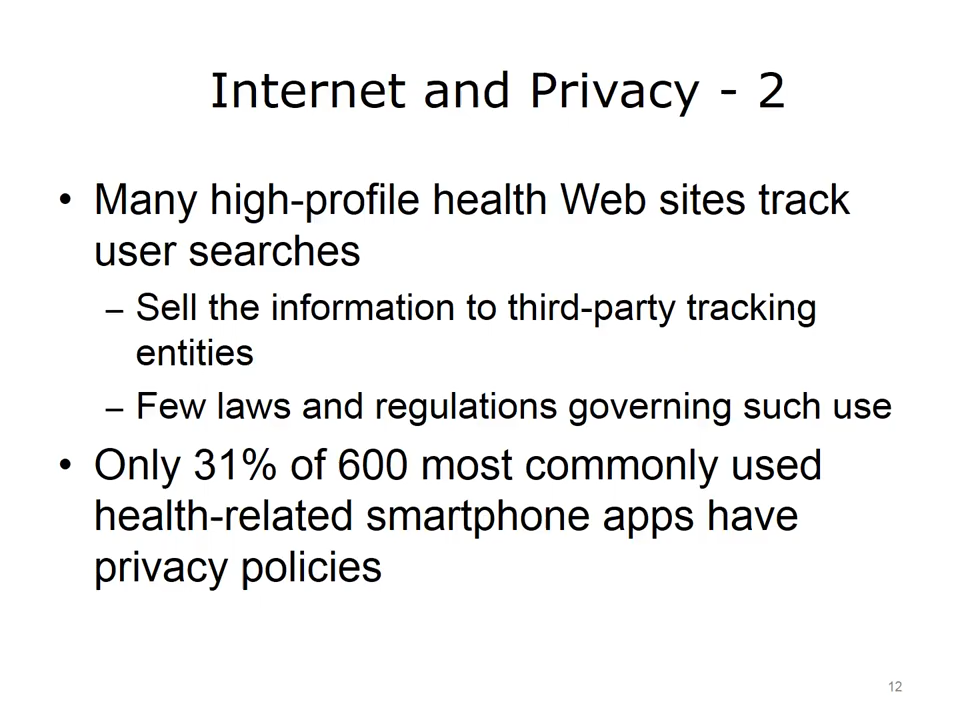 Internet and Privacy - 2
• Many high-profile health Web sites track
user searches
– Sell the information to third-party tracking
entities
– Few laws and regulations governing such use
• Only 31% of 600 most commonly used
health-related smartphone apps have
privacy policies
12